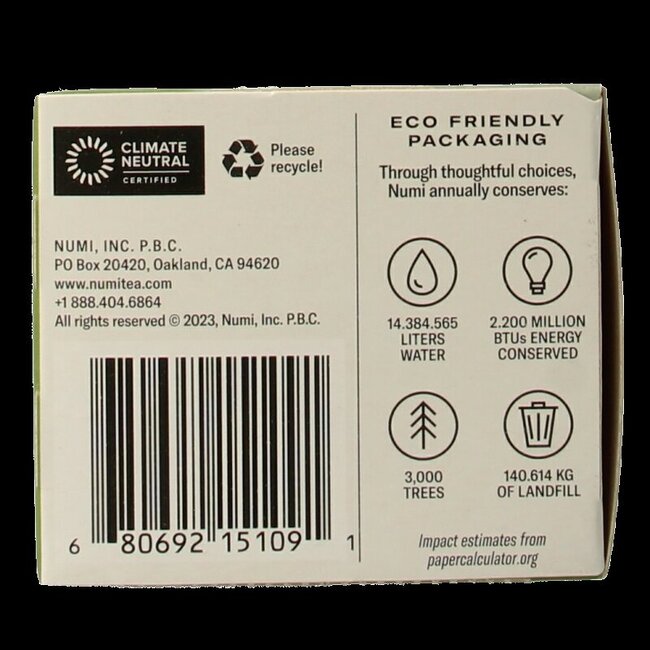 CLIMATE
NEUTRAL
CERTIFIED
Please
recycle!
NUMI, INC. P.B.C.
PO Box 20420, Oakland, CA 94620
www.numitea.com
+1 888.404.6864
All rights reserved © 2023, Numi, Inc. P.B.C.
6 80692 15109 1
ECO FRIENDLY
PACKAGING
Through thoughtful choices,
Numi annually conserves:
14.384.565
LITERS
WATER
2.200 MILLION
BTUs ENERGY
CONSERVED
3,000
TREES
140.614 KG
OF LANDFILL
Impact estimates from
papercalculator.org